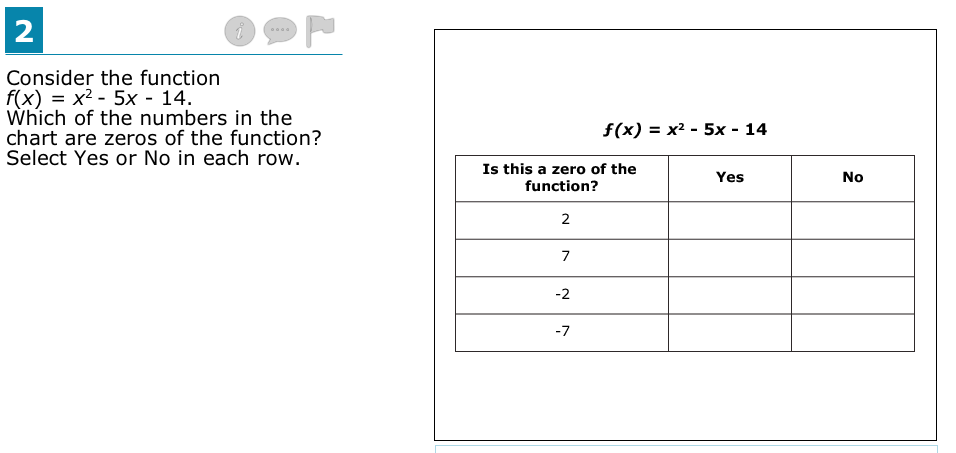 2
Consider the function
f(x) = x² - 5x - 14.
Which of the numbers in the
chart are zeros of the function?
Select Yes or No in each row.
ƒ(x) = x² - 5x - 14
Is this a zero of the
function?
Yes
No
2
7
-2
-7